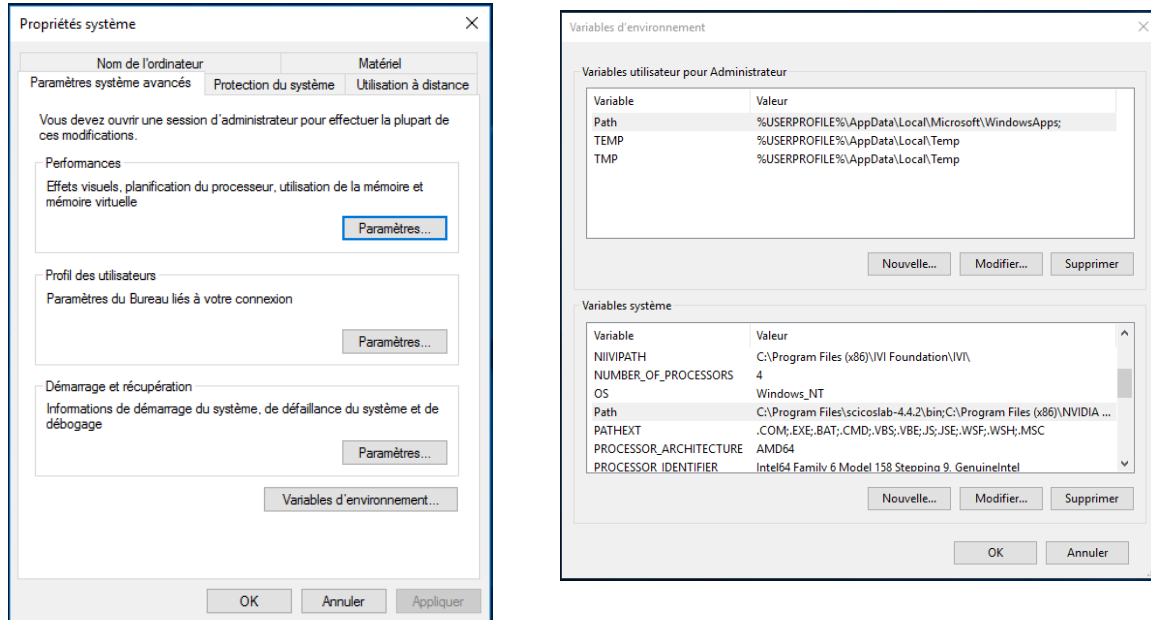 Propriétés système
Nom de l'ordinateur
Matériel
Paramètres système avancés
Protection du système
Utilisation à distance
Vous devez ouvrir une session d'administrateur pour effectuer la plupart de
ces modifications.
Performances
Effets visuels, planification du processeur, utilisation de la mémoire et
mémoire virtuelle
Paramètres...
Profil des utilisateurs
Paramètres du Bureau liés à votre connexion
Paramètres...
Démarrage et récupération
Informations de démarrage du système, de défaillance du système et de
débogage
Paramètres...
Variables d'environnement...
OK
Annuler
Appliquer
Variables d'environnement
Variables utilisateur pour Administrateur
Variable Valeur
Path %USERPROFILE%\AppData\Local\Microsoft\WindowsApps;
TEMP %USERPROFILE%\AppData\Local\Temp
TMP %USERPROFILE%\AppData\Local\Temp
Nouvelle... Modifier... Supprimer
Variables système
Variable Valeur
NIIVIPATH C:\Program Files (x86)\IVI Foundation\IVI\
NUMBER_OF_PROCESSORS 4
OS Windows_NT
Path C:\Program Files\scicoslab-4.4.2\bin;C:\Program Files (x86)\NVIDIA ...
PATHEXT .COM;.EXE;.BAT;.CMD;.VBS;.VBE;.JS;.JSE;.WSF;.WSH;.MSC
PROCESSOR_ARCHITECTURE AMD64
PROCESSOR_IDENTIFIER Intel64 Family 6 Model 158 Stepping 9, GenuineIntel
Nouvelle... Modifier... Supprimer
OK Annuler